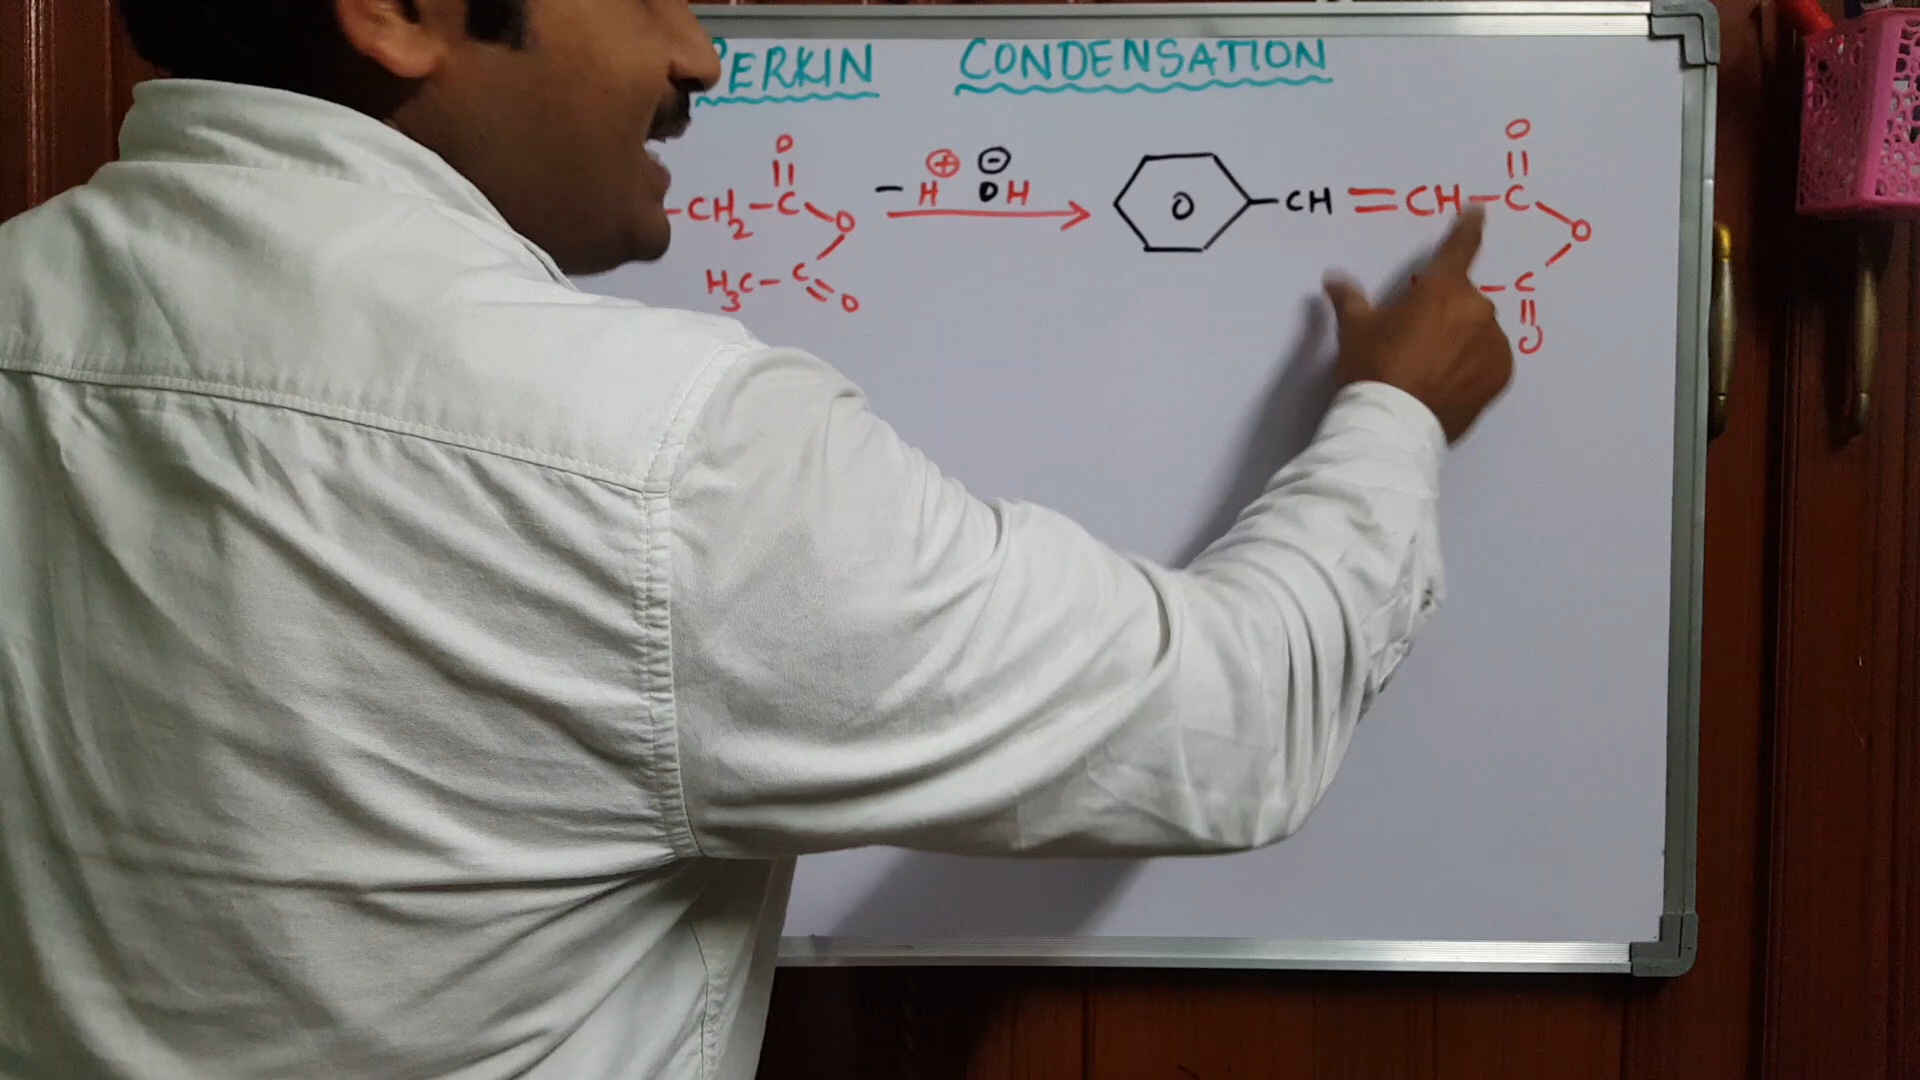 PERKIN CONDENSATION
O O
|| ⊕ ⊖ ||
-CH2-C - H OH → O -CH=CH-C
O O
H3C-C=O -C
||
O